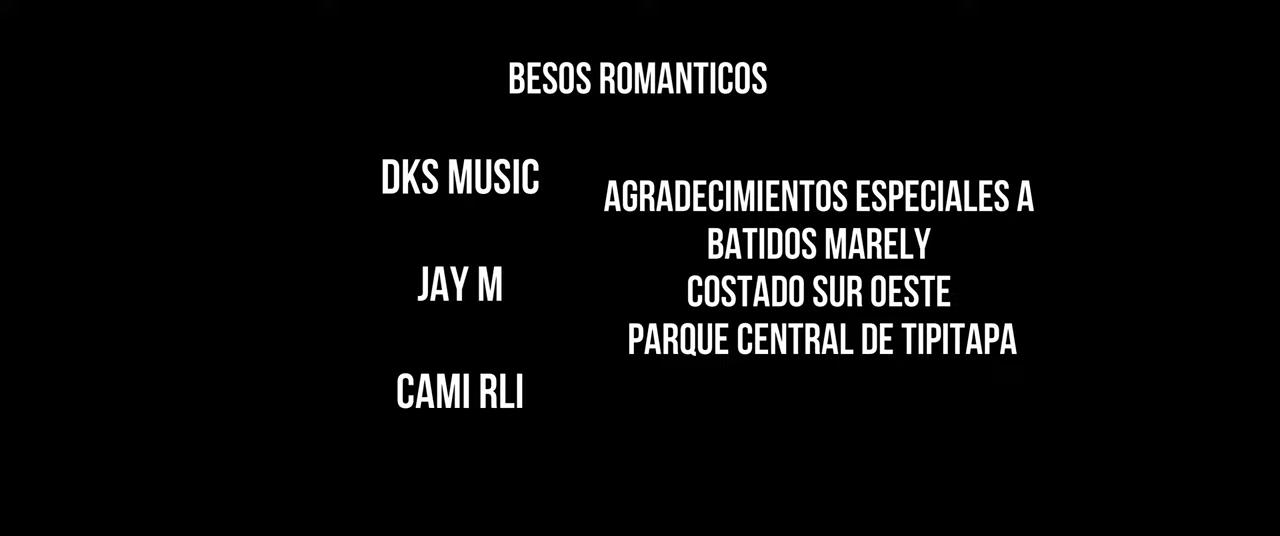 BESOS ROMANTICOS
DKS MUSIC
JAY M
CAMI RLI
AGRADECIMIENTOS ESPECIALES A
BATIDOS MARELY
COSTADO SUR OESTE
PARQUE CENTRAL DE TIPITAPA